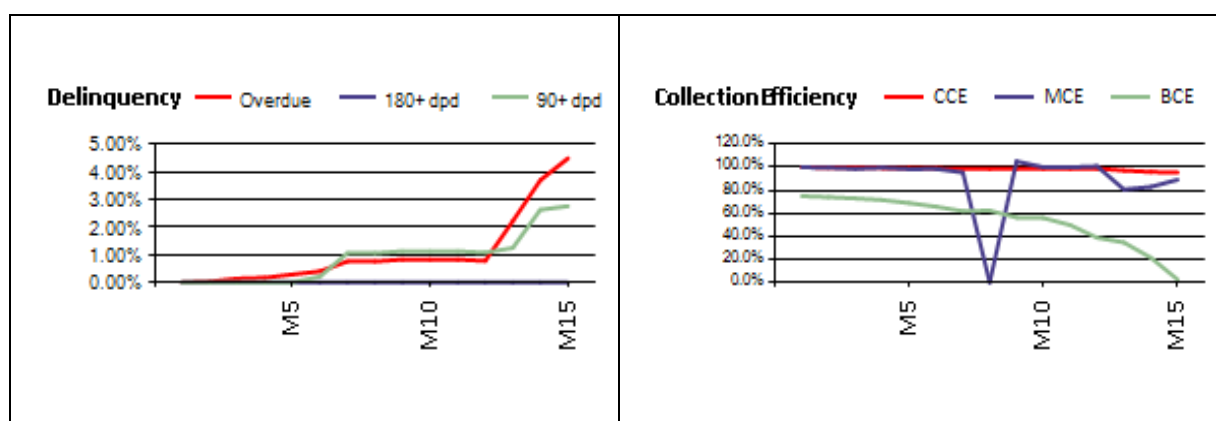 Delinquency Overdue 180+ dpd 90+ dpd
5.00%
4.00%
3.00%
2.00%
1.00%
0.00%
M5
M10
M15
Collection Efficiency CCE MCE BCE
120.0%
100.0%
80.0%
60.0%
40.0%
20.0%
0.0%
M5
M10
M15